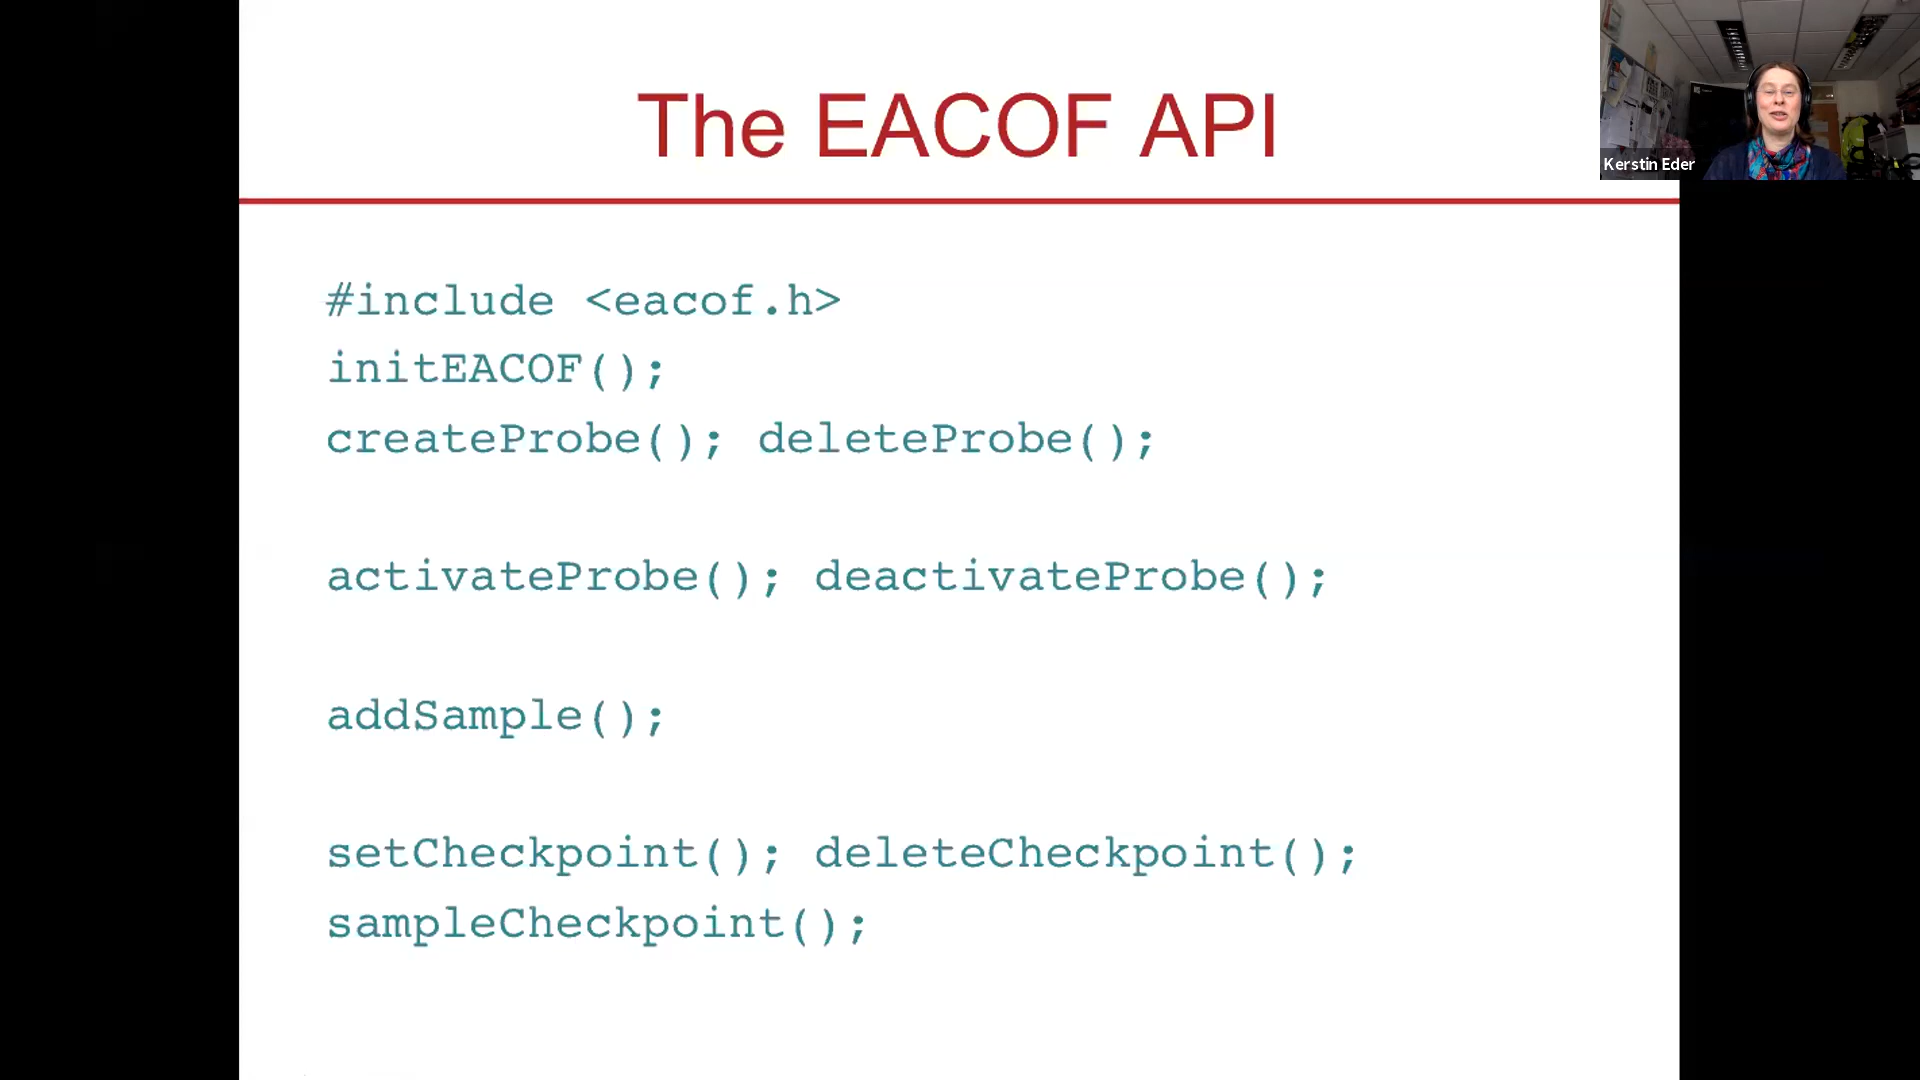 The EACOF API
Kerstin Eder
#include <eacof.h>
initEACOF();
createProbe(); deleteProbe();
activateProbe(); deactivateProbe();
addSample();
setCheckpoint(); deleteCheckpoint();
sampleCheckpoint();